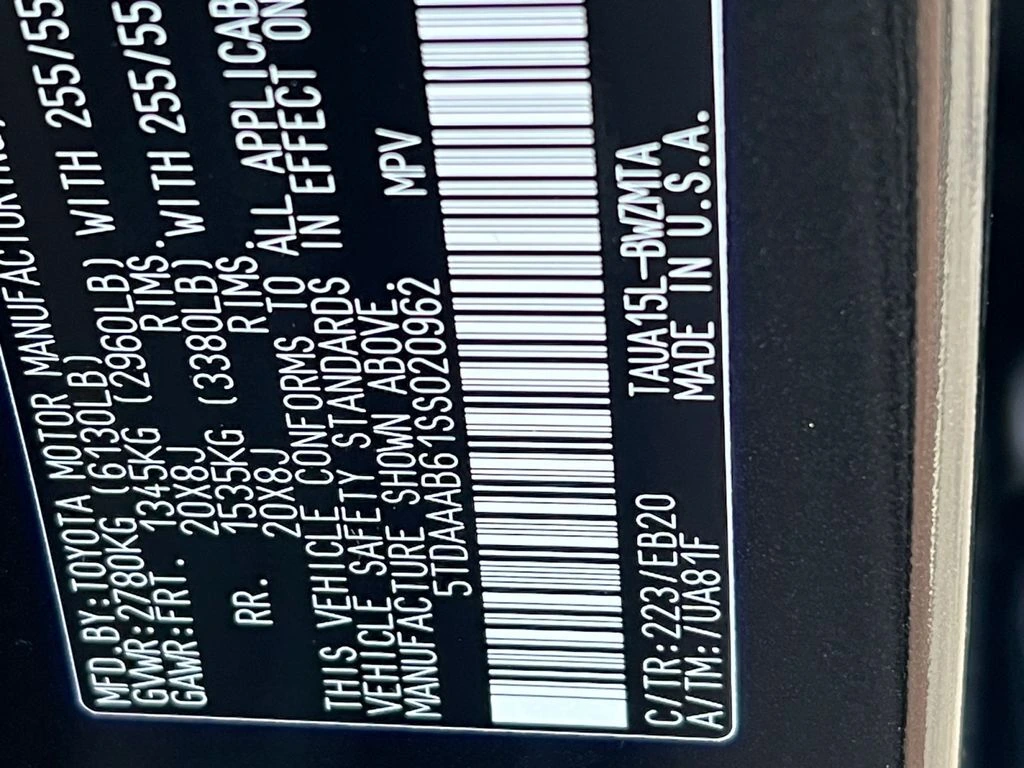 MFD.BY:TOYOTA MOTOR MANUFACTUR
GVWR:2780KG (6130LB)
GAWR:FRT. 1345KG (2960LB) WITH 255/55
20X8J RIMS.
RR. 1535KG (3380LB) WITH 255/55
20X8J RIMS.
THIS VEHICLE CONFORMS TO ALL APPLICAB
VEHICLE SAFETY STANDARDS IN EFFECT ON
MANUFACTURE SHOWN ABOVE.
5TDAAAB61SS020962 MPV
C/TR:223/EB20 TAUA15L-BWZMTA
A/TM:/UA81F MADE IN U.S.A.